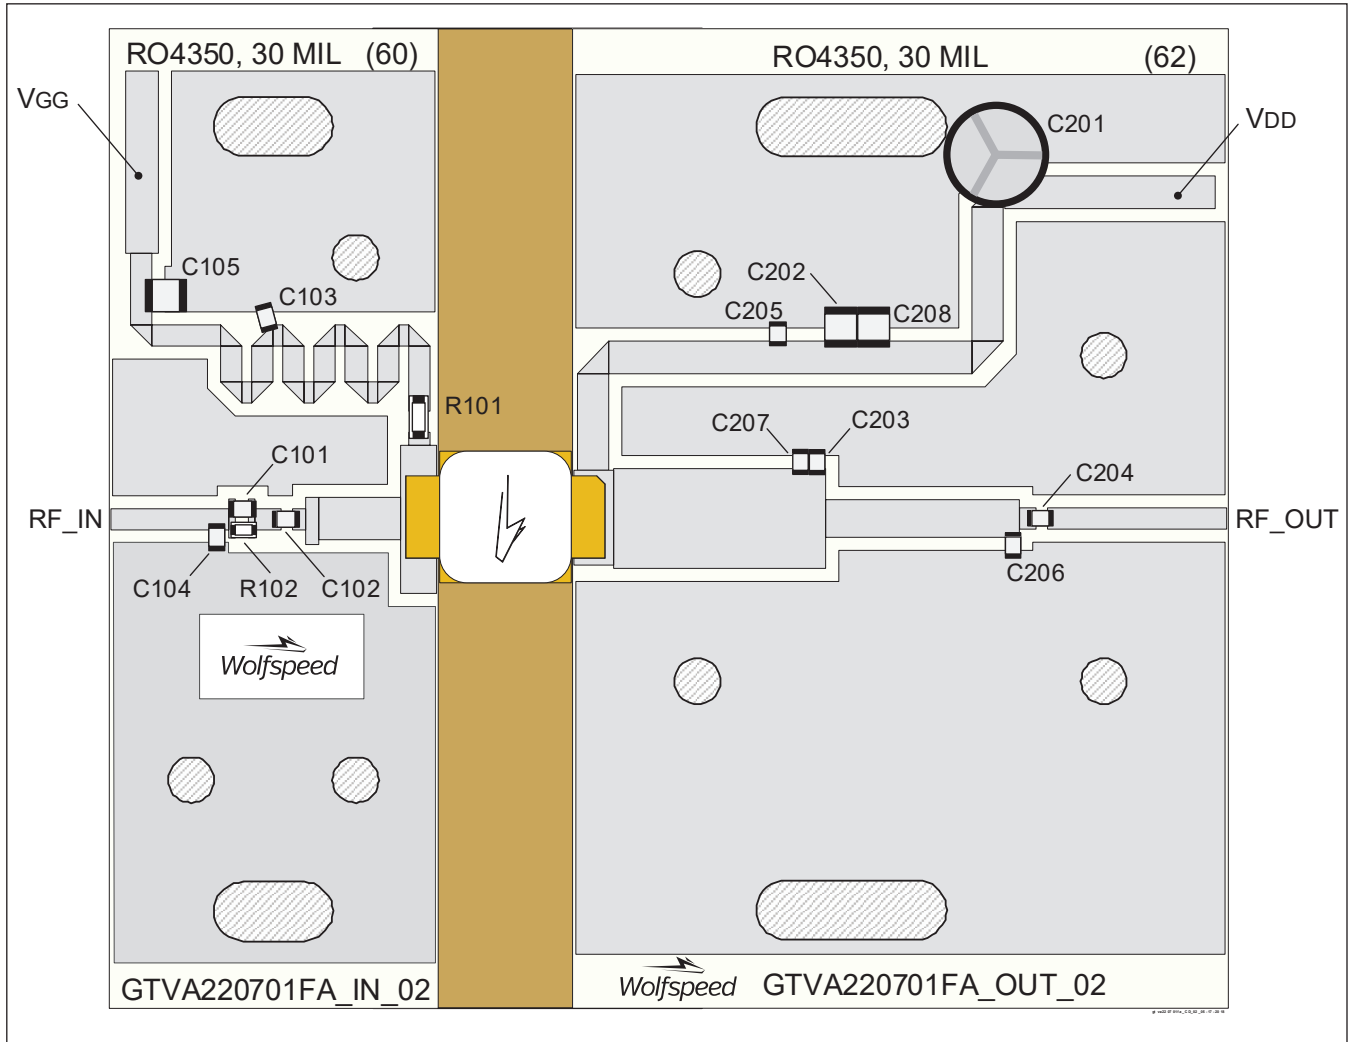 RO4350, 30 MIL (60)
RO4350, 30 MIL (62)
VGG
C201
VDD
C105
C103
C202
C205
C208
R101
C207
C203
C101
C204
RF_IN
RF_OUT
C104
R102
C102
C206
Wolfspeed
GTVA220701FA_IN_02
Wolfspeed
GTVA220701FA_OUT_02